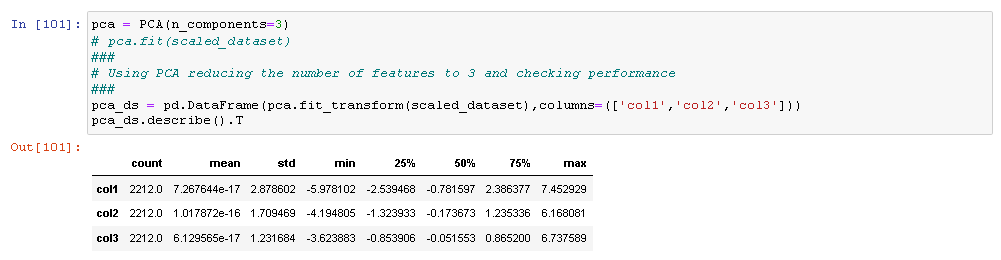 In [101]: pca = PCA(n_components=3)
# pca.fit(scaled_dataset)
###
# Using PCA reducing the number of features to 3 and checking performance
###
pca_ds = pd.DataFrame(pca.fit_transform(scaled_dataset),columns=(['col1','col2','col3']))
pca_ds.describe().T
Out[101]:
count mean std min 25% 50% 75% max
col1 2212.0 7.267644e-17 2.878602 -5.978102 -2.539468 -0.781597 2.386377 7.452929
col2 2212.0 1.017872e-16 1.709469 -4.194805 -1.323933 -0.173673 1.235336 6.168081
col3 2212.0 6.129565e-17 1.231684 -3.623883 -0.853906 -0.051553 0.865200 6.737589